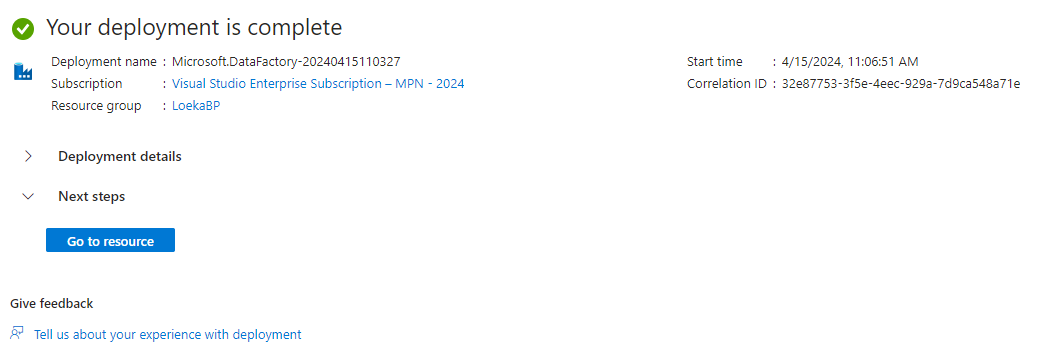 Your deployment is complete
Deployment name : Microsoft.DataFactory-20240415110327
Start time : 4/15/2024, 11:06:51 AM
Subscription : Visual Studio Enterprise Subscription – MPN - 2024
Correlation ID : 32e87753-3f5e-4eec-929a-7d9ca548a71e
Resource group : LoekaBP
Deployment details
Next steps
Go to resource
Give feedback
Tell us about your experience with deployment